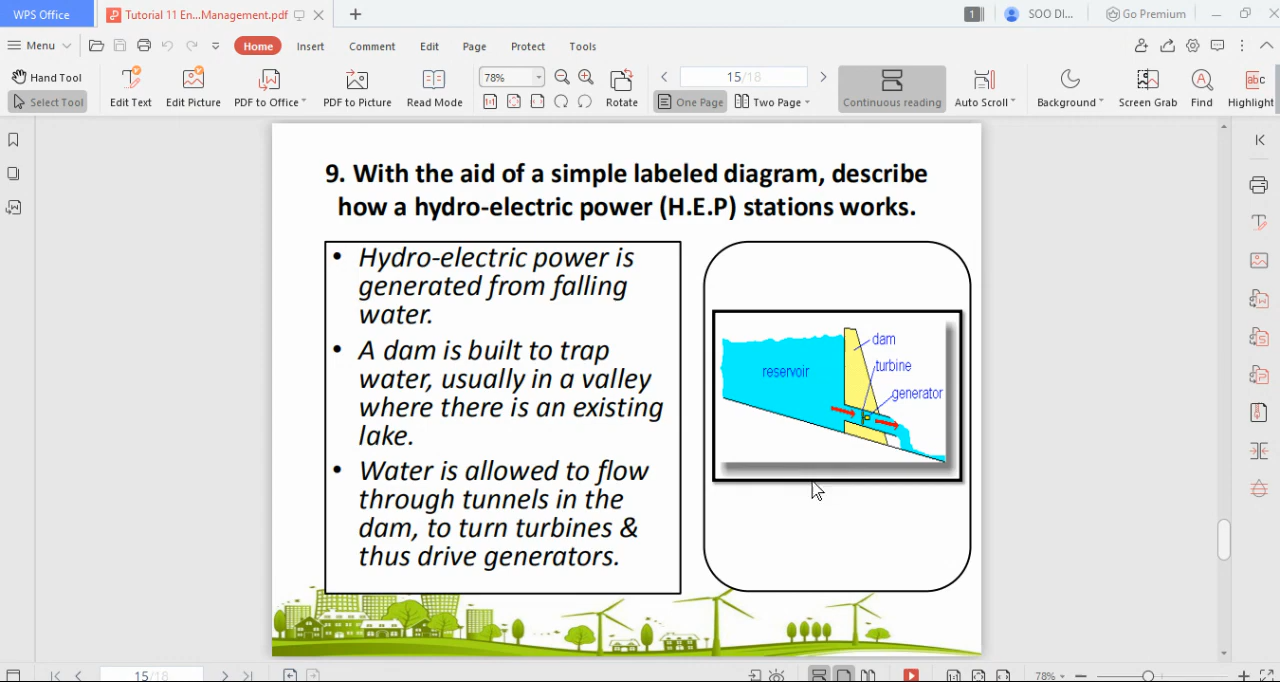 WPS Office
Tutorial 11 En...Management.pdf
1
SOO DI...
Go Premium
Menu
Home
Insert
Comment
Edit
Page
Protect
Tools
Hand Tool
Select Tool
Edit Text
Edit Picture
PDF to Office
PDF to Picture
Read Mode
78%
Rotate
15/18
One Page
Two Page
Continuous reading
Auto Scroll
Background
Screen Grab
Find
Highlight
9. With the aid of a simple labeled diagram, describe
how a hydro-electric power (H.E.P) stations works.
• Hydro-electric power is
generated from falling
water.
• A dam is built to trap
water, usually in a valley
where there is an existing
lake.
• Water is allowed to flow
through tunnels in the
dam, to turn turbines &
thus drive generators.
dam
turbine
reservoir
generator
15/18
78%